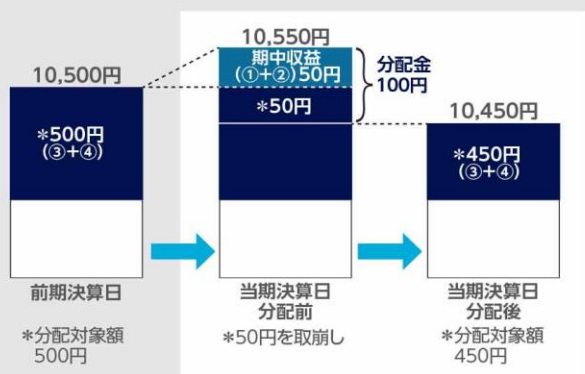 10,500円
*500円
(③+④)
前期決算日
*分配対象額
500円
10,550円
期中収益
(①+②)50円
*50円
分配金
100円
当期決算日
分配前
*50円を取崩し
10,450円
*450円
(③+④)
当期決算日
分配後
*分配対象額
450円